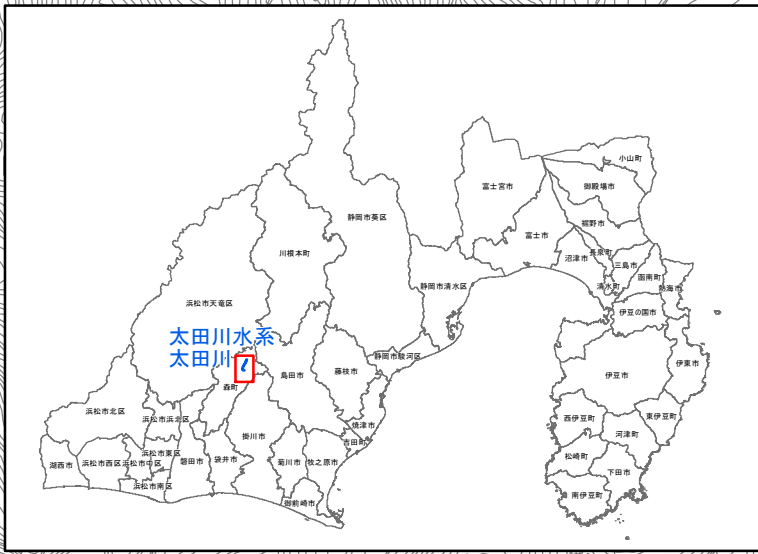 小山町
御殿場市
富士宮市
裾野市
静岡市葵区
富士市
長泉町
沼津市
三島市
函南町
熱海市
川根本町
静岡市清水区
清水町
伊豆の国市
浜松市天竜区
太田川水系
太田川
静岡市駿河区
伊東市
島田市
藤枝市
伊豆市
森町
浜松市北区
浜松市浜北区
西伊豆町
東伊豆町
焼津市
掛川市
吉田町
河津町
浜松市東区
松崎町
湖西市
浜松市西区
浜松市中区
磐田市
袋井市
菊川市
牧之原市
下田市
浜松市南区
南伊豆町
御前崎市